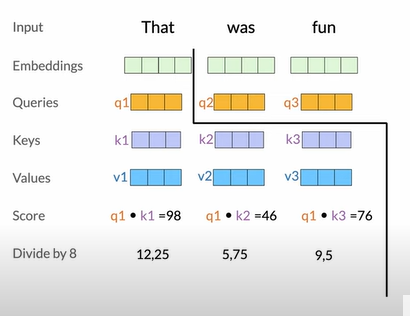 Input That was fun
Embeddings
Queries q1 q2 q3
Keys k1 k2 k3
Values v1 v2 v3
Score q1 • k1 =98 q1 • k2 =46 q1 • k3 =76
Divide by 8 12,25 5,75 9,5